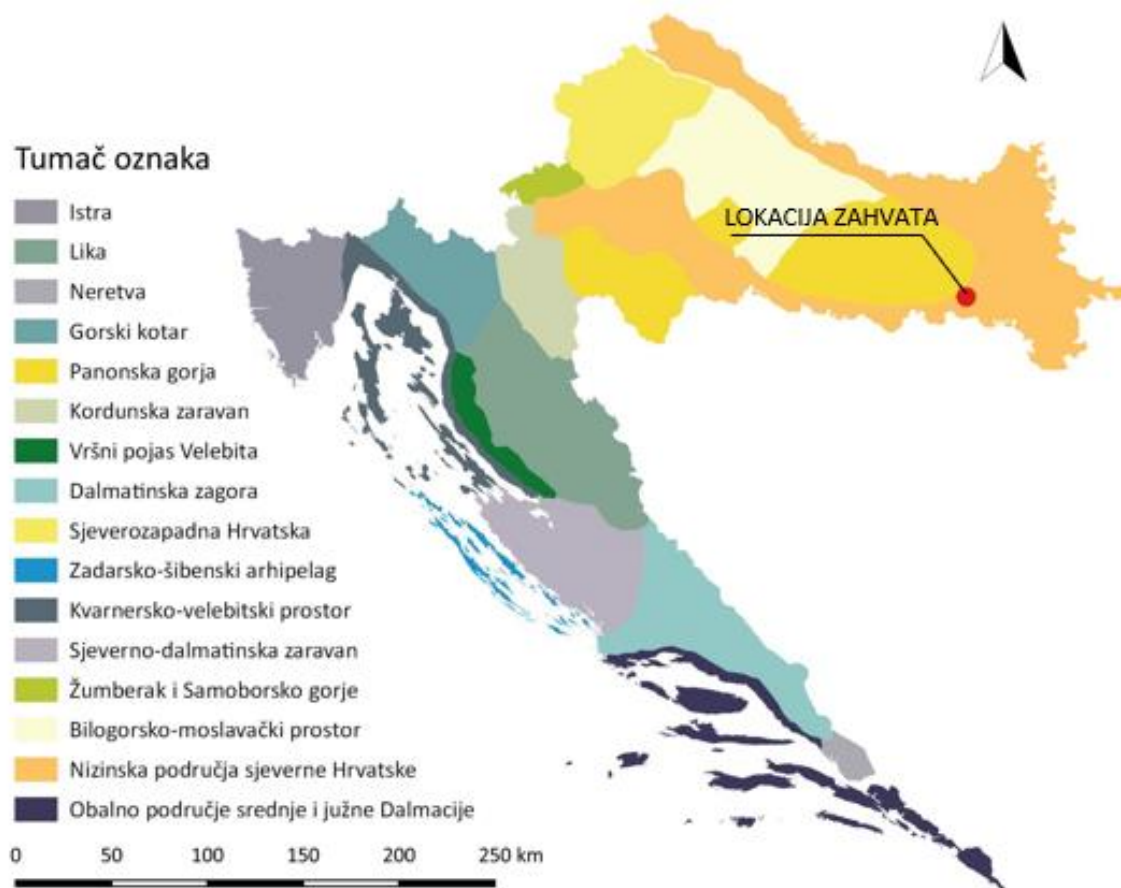 LOKACIJA ZAHVATA
Tumač oznaka
Istra
Lika
Neretva
Gorski kotar
Panonska gorja
Kordunska zaravan
Vršni pojas Velebita
Dalmatinska zagora
Sjeverozapadna Hrvatska
Zadarsko-šibenski arhipelag
Kvarnersko-velebitski prostor
Sjeverno-dalmatinska zaravan
Žumberak i Samoborsko gorje
Bilogorsko-moslavački prostor
Nizinska područja sjeverne Hrvatske
Obalno područje srednje i južne Dalmacije
0 50 100 150 200 250 km